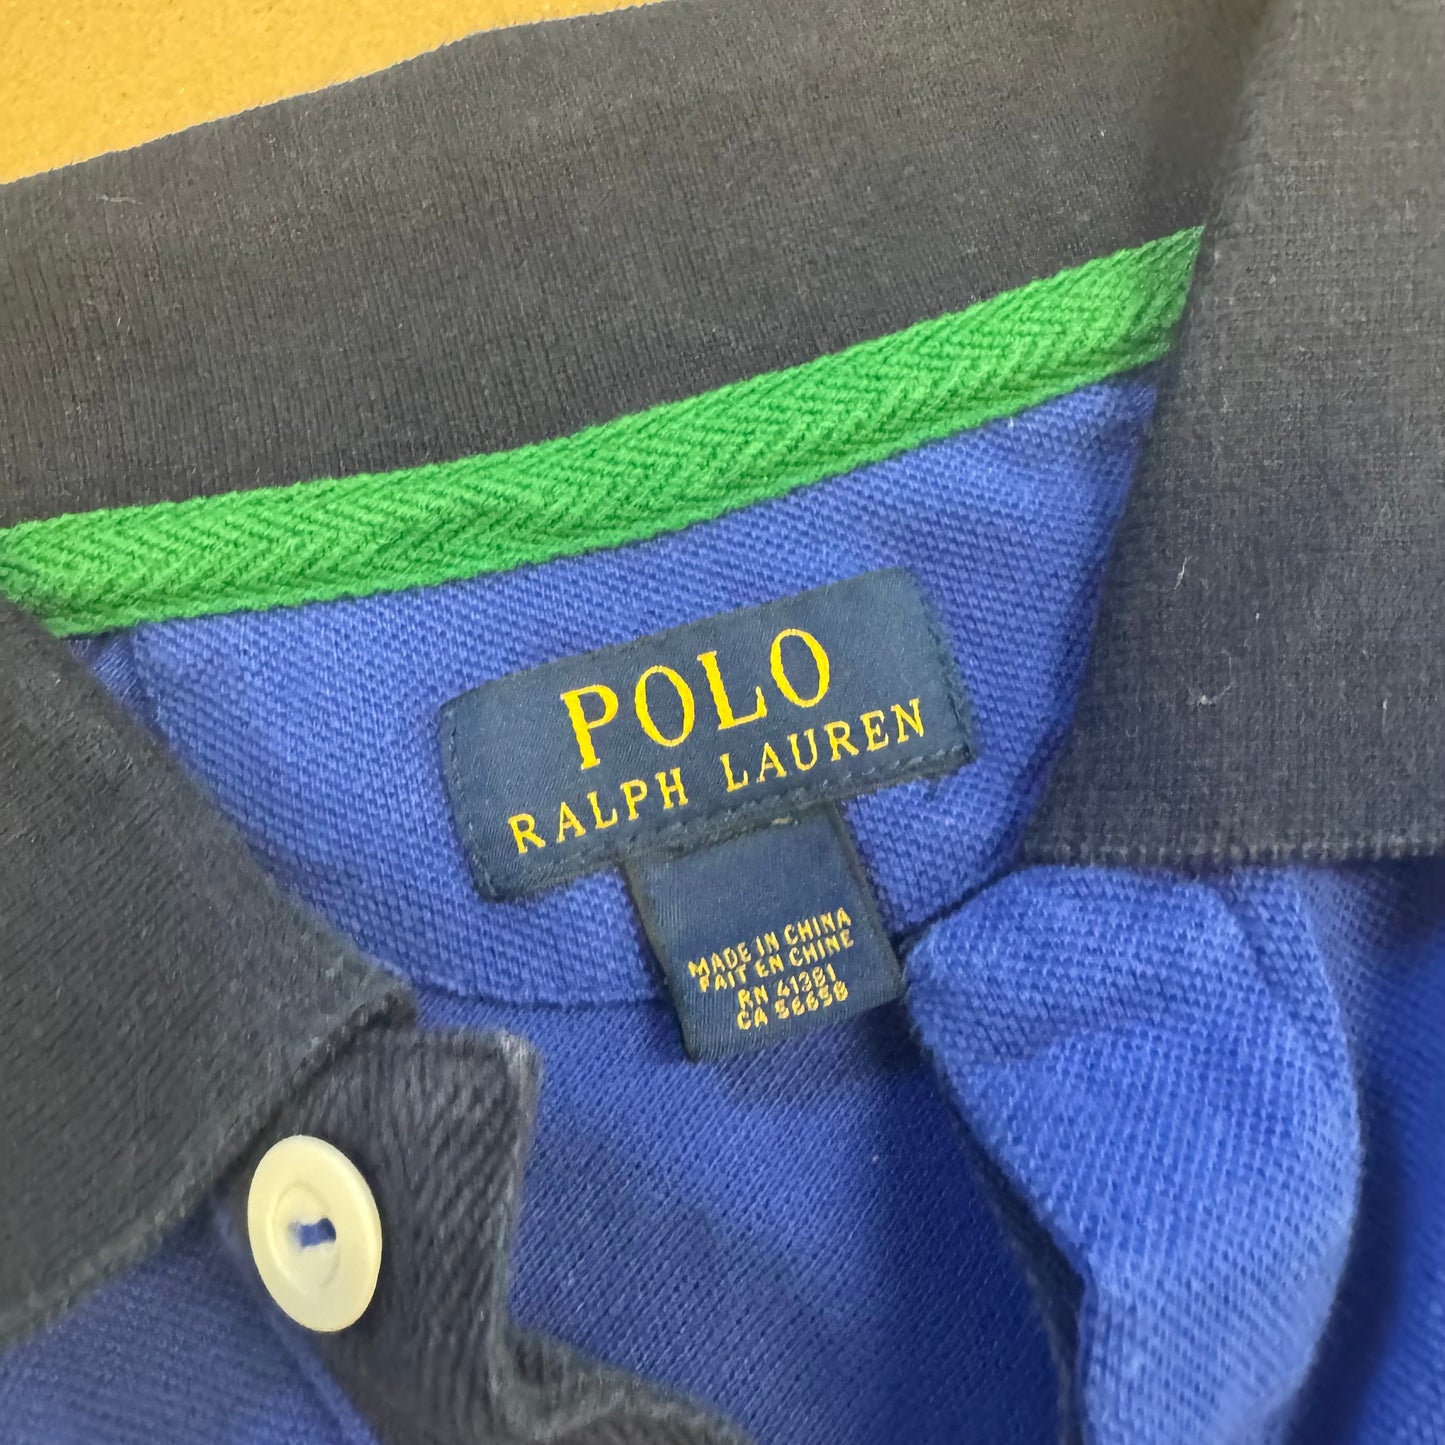 POLO
RALPH LAUREN
MADE IN CHINA
FAIT EN CHINE
RN 41381
CA 56658